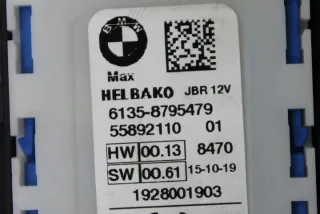 BMW
Max
HELBAKO JBR 12V
6135-8795479
55892110 01
HW 00.13 8470
SW 00.61 15-10-19
1928001903